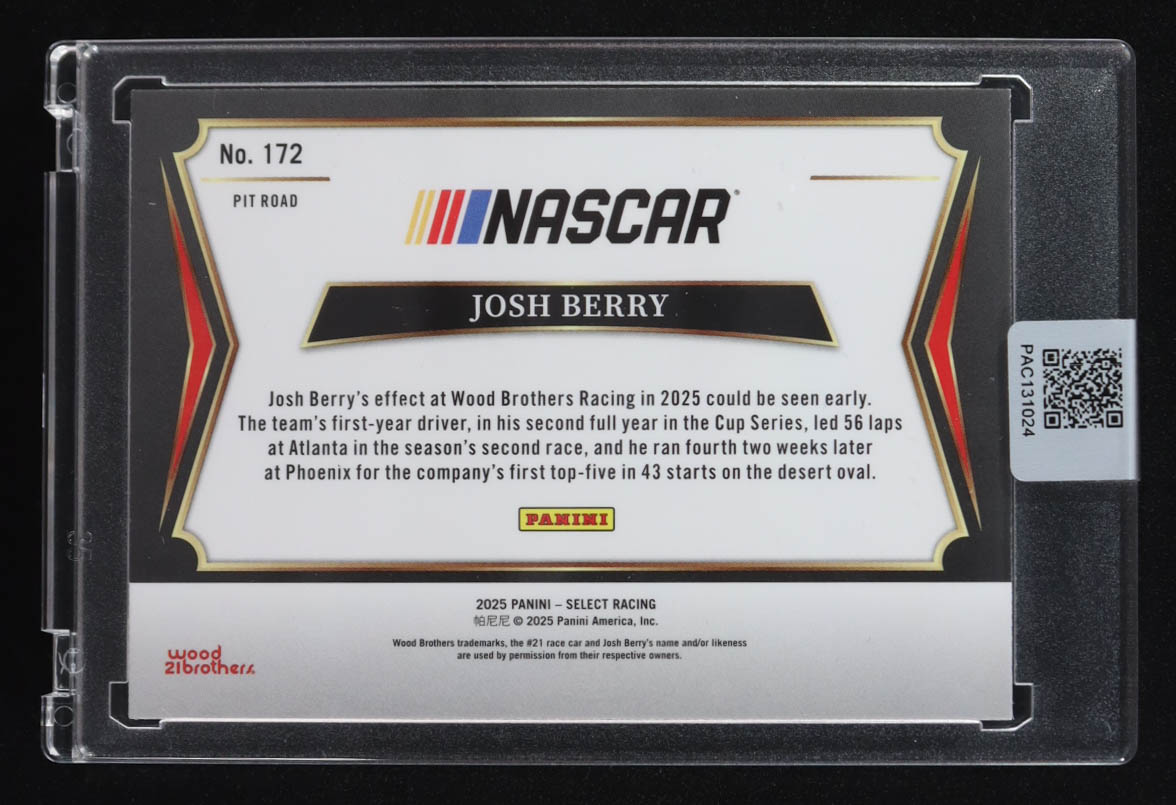 No. 172
PIT ROAD
NASCAR
JOSH BERRY
Josh Berry's effect at Wood Brothers Racing in 2025 could be seen early.
The team's first-year driver, in his second full year in the Cup Series, led 56 laps
at Atlanta in the season's second race, and he ran fourth two weeks later
at Phoenix for the company's first top-five in 43 starts on the desert oval.
PANINI
2025 PANINI – SELECT RACING
帕尼尼 © 2025 Panini America, Inc.
Wood Brothers trademarks, the #21 race car and Josh Berry's name and/or likeness
are used by permission from their respective owners.
wood
21brothers
PAC131024